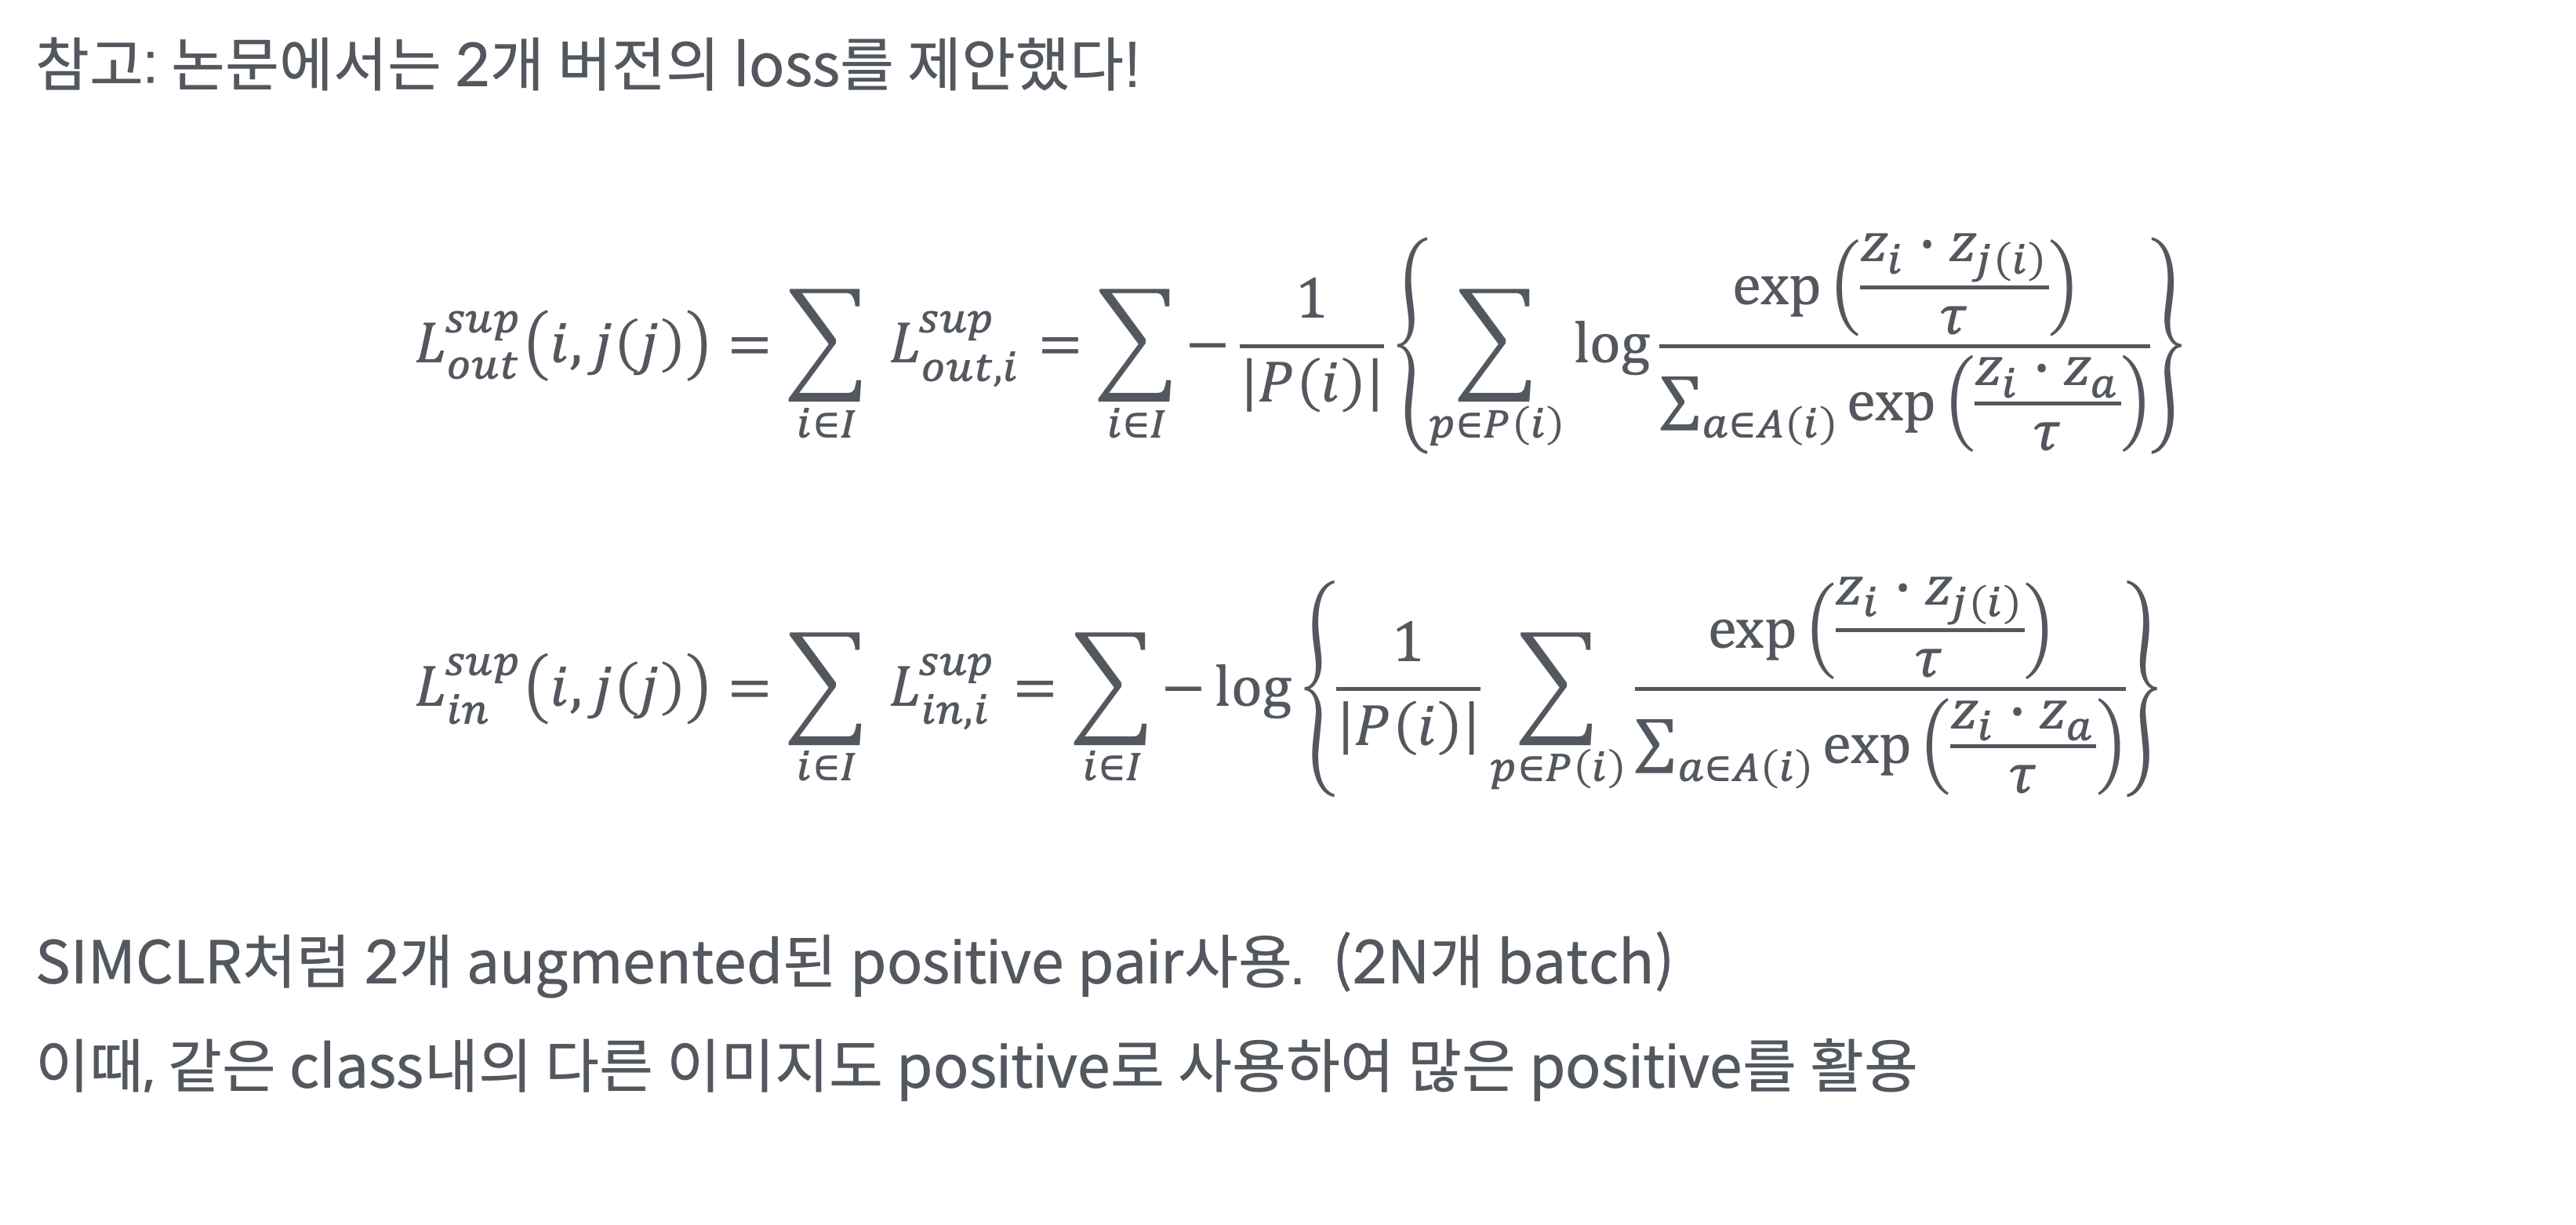 참고: 논문에서는 2개 버전의 loss를 제안했다!
$L_{out}^{sup}(i, j(j)) = \sum_{i \in I} L_{out,i}^{sup} = \sum_{i \in I} -\frac{1}{|P(i)|} \left\{ \sum_{p \in P(i)} \log \frac{\exp\left(\frac{z_i \cdot z_{j(i)}}{\tau}\right)}{\sum_{a \in A(i)} \exp\left(\frac{z_i \cdot z_a}{\tau}\right)} \right\}$
$L_{in}^{sup}(i, j(j)) = \sum_{i \in I} L_{in,i}^{sup} = \sum_{i \in I} -\log \left\{ \frac{1}{|P(i)|} \sum_{p \in P(i)} \frac{\exp\left(\frac{z_i \cdot z_{j(i)}}{\tau}\right)}{\sum_{a \in A(i)} \exp\left(\frac{z_i \cdot z_a}{\tau}\right)} \right\}$
SIMCLR처럼 2개 augmented된 positive pair사용. (2N개 batch)
이때, 같은 class내의 다른 이미지도 positive로 사용하여 많은 positive를 활용